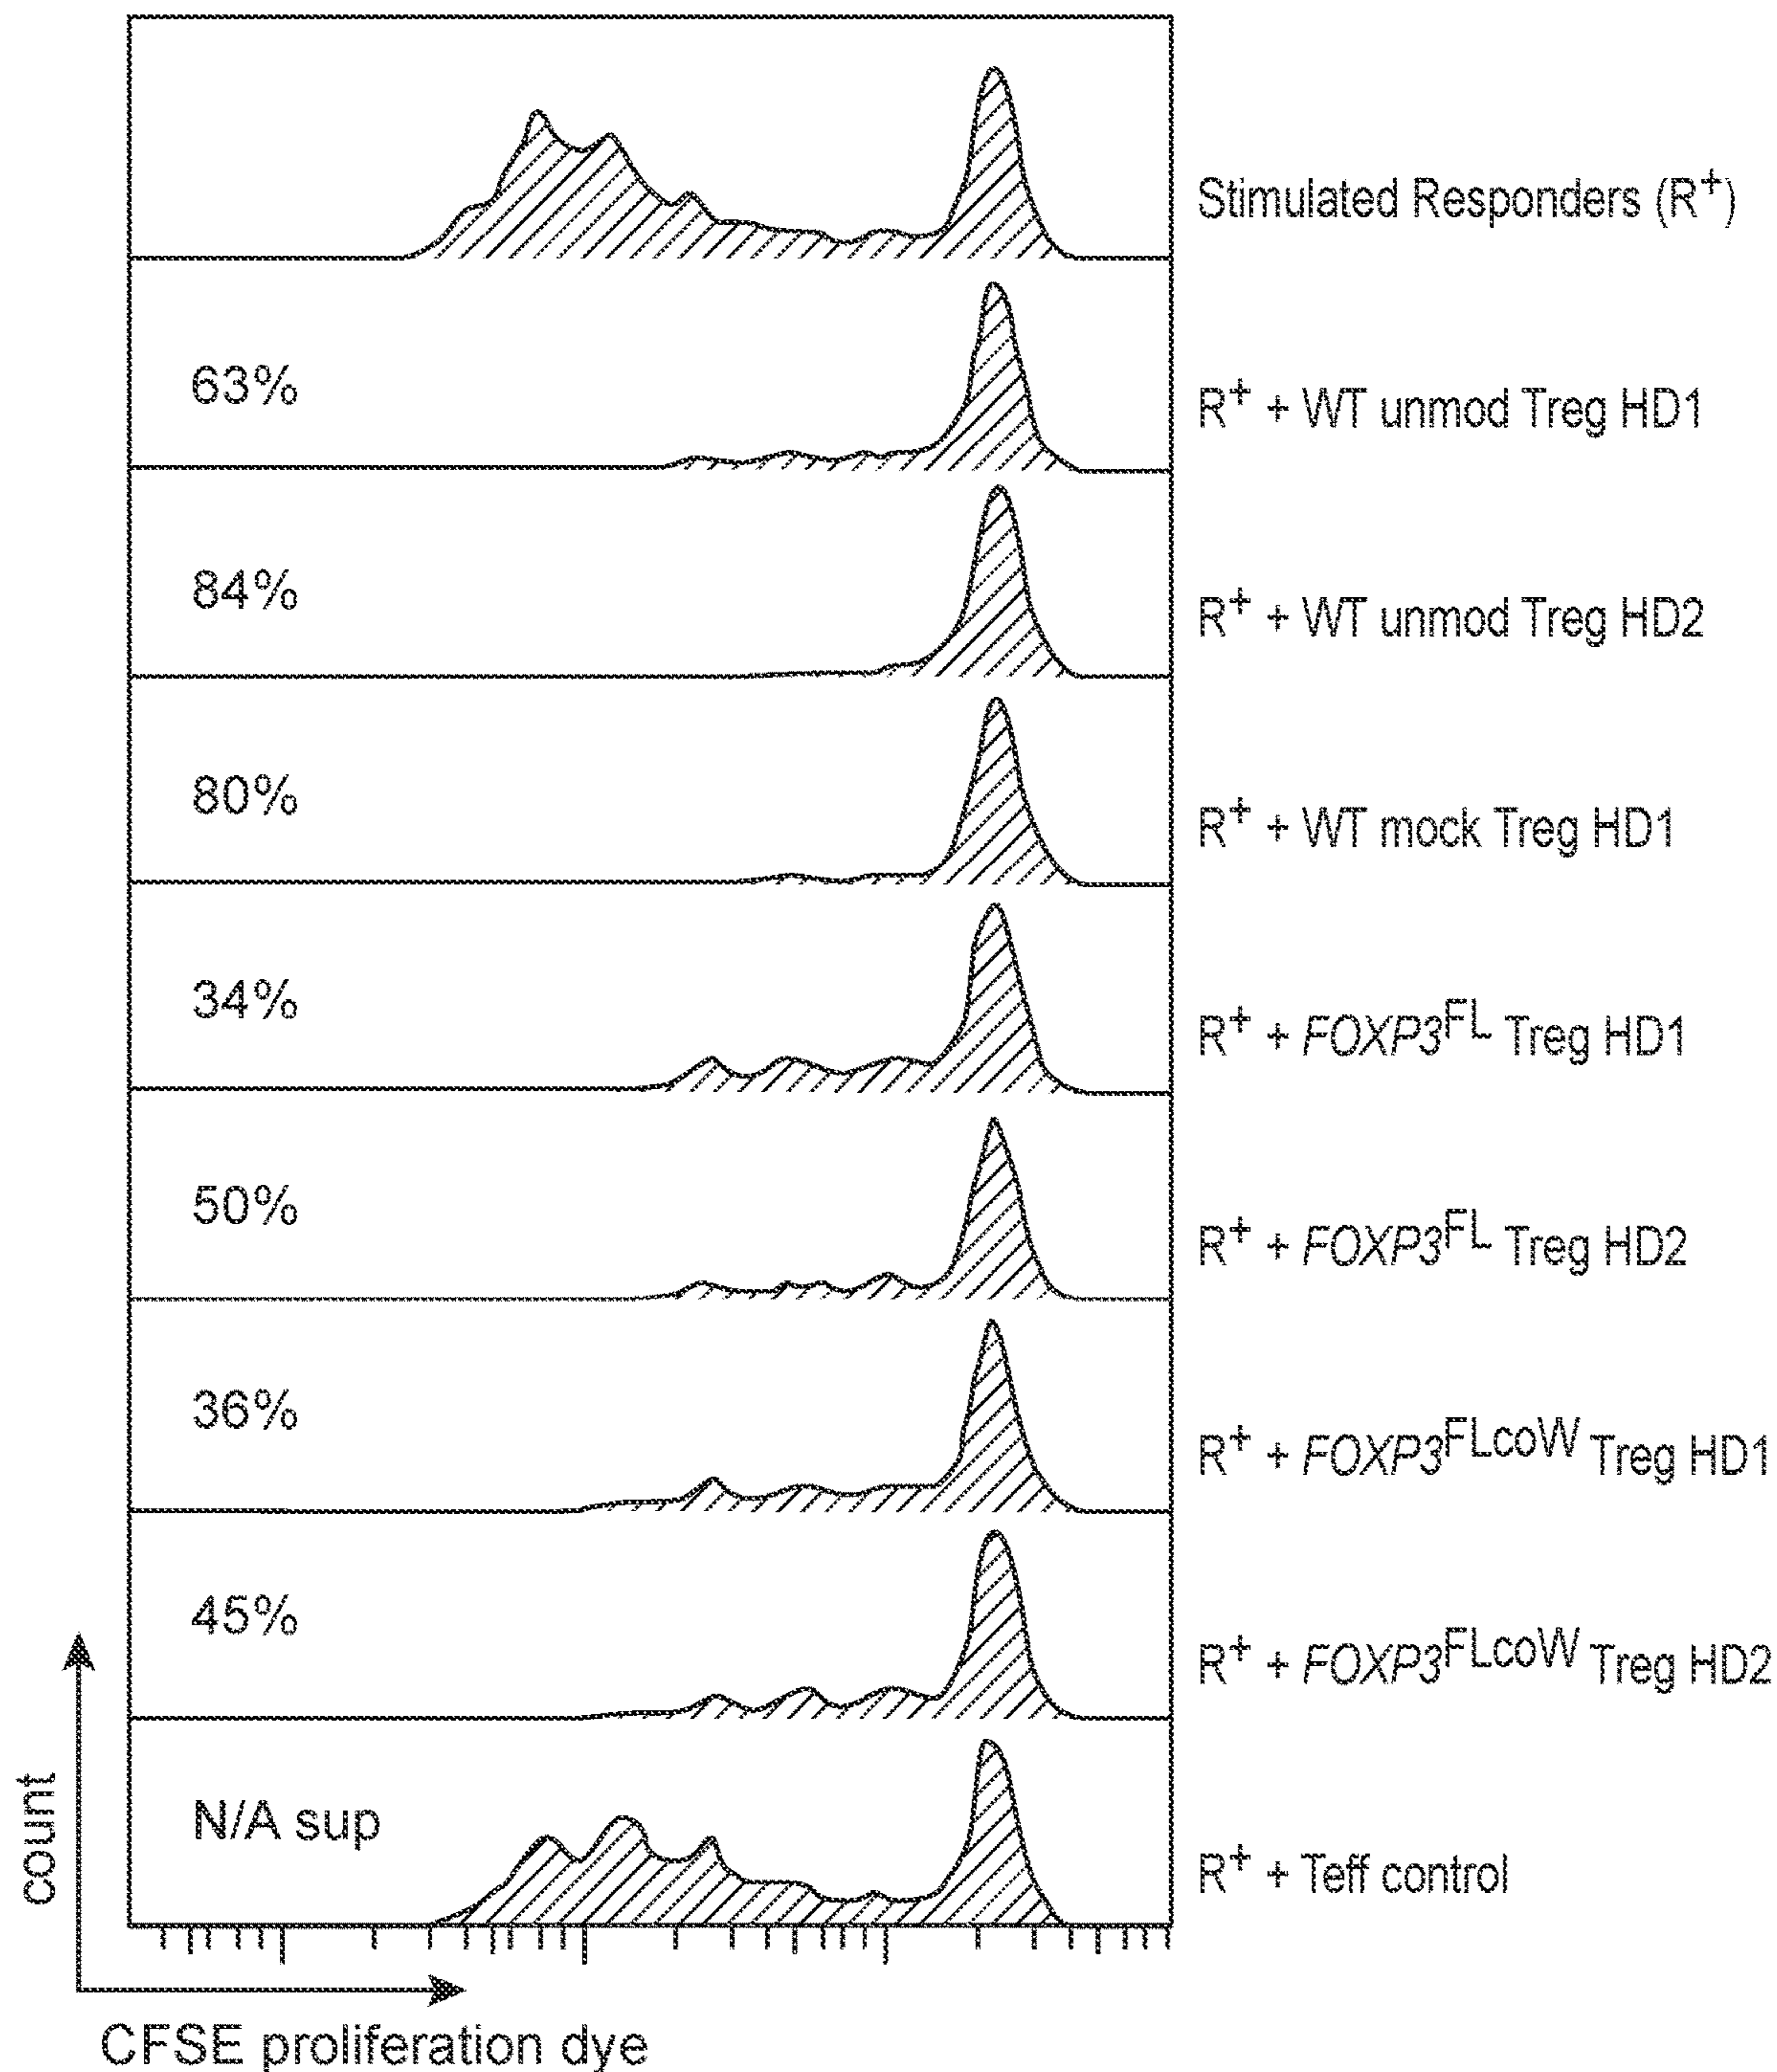 Stimulated Responders (R+)
63%
R+ + WT unmod Treg HD1
84%
R+ + WT unmod Treg HD2
80%
R+ + WT mock Treg HD1
34%
R+ + FOXP3FL Treg HD1
50%
R+ + FOXP3FL Treg HD2
36%
R+ + FOXP3FLcoW Treg HD1
45%
R+ + FOXP3FLcoW Treg HD2
N/A sup
R+ + Teff control
count
CFSE proliferation dye